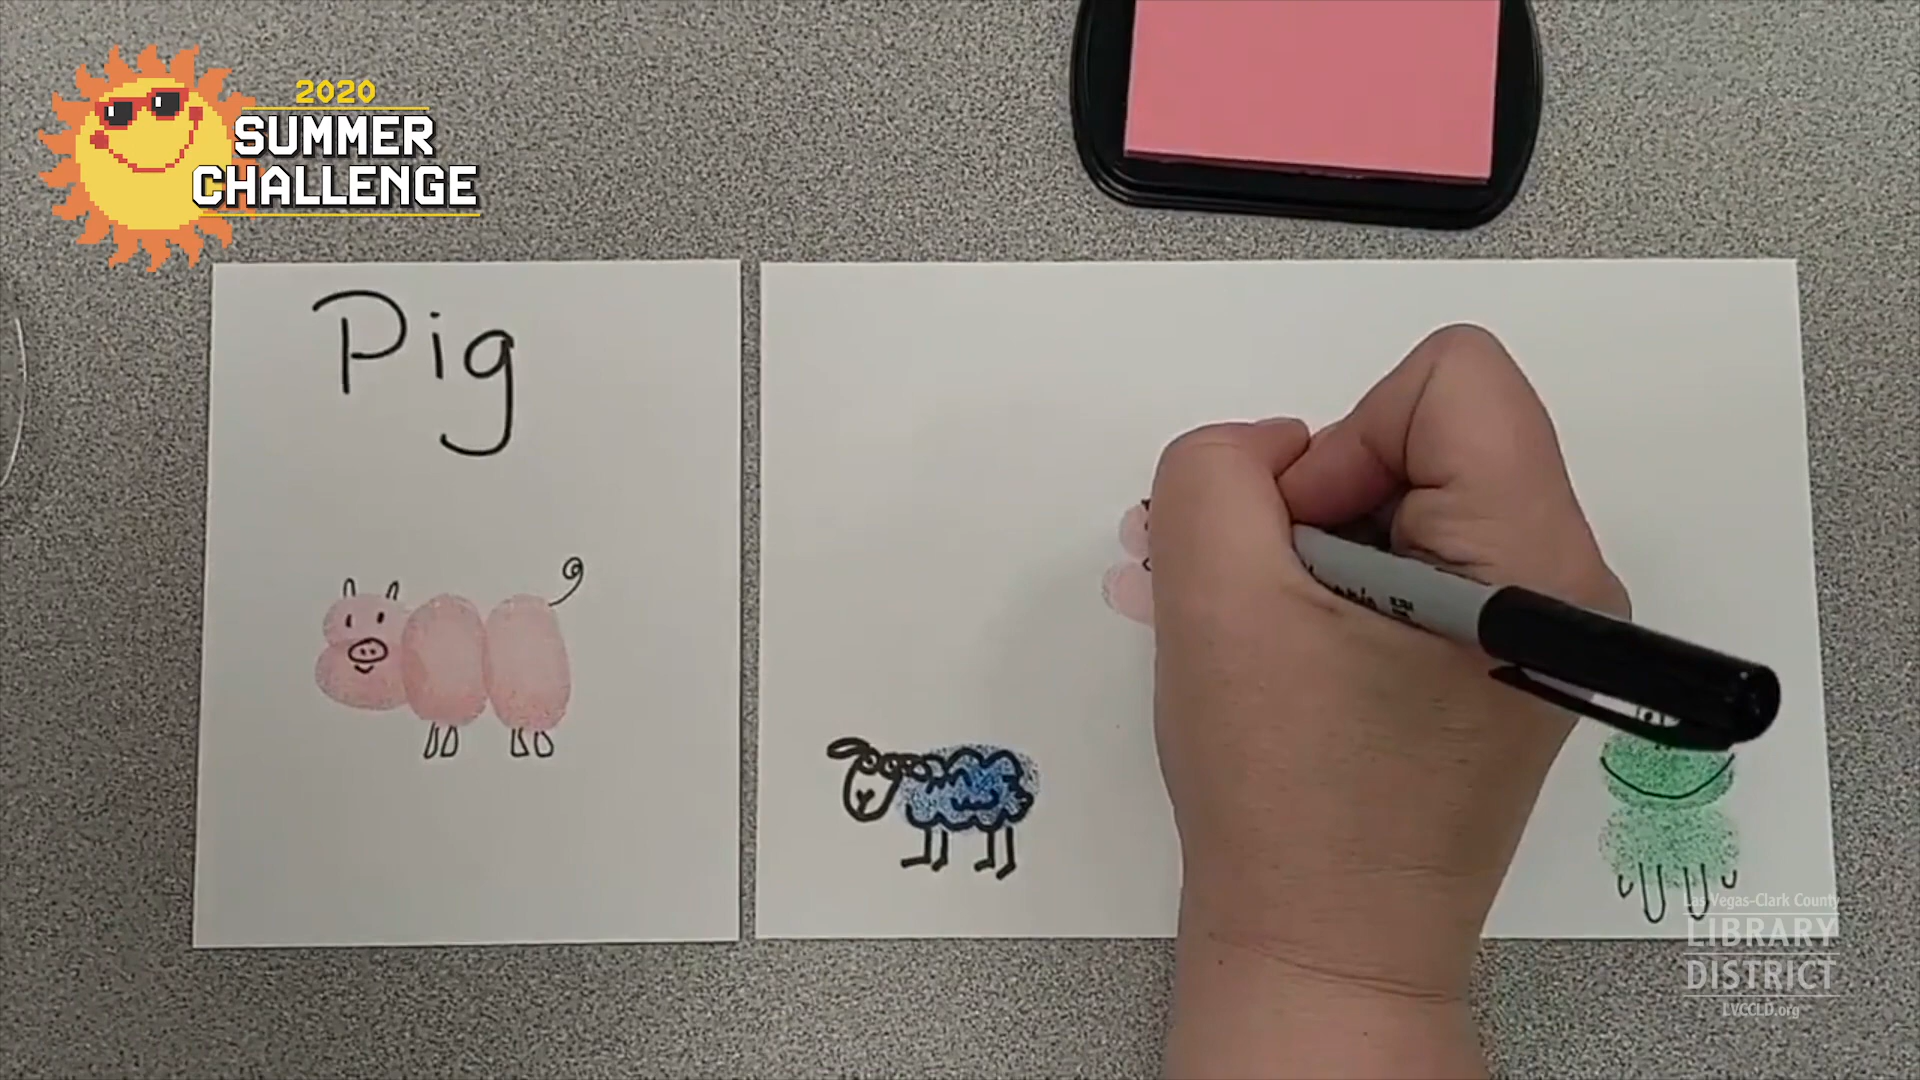 2020
SUMMER
CHALLENGE
Pig
Las Vegas-Clark County
LIBRARY
DISTRICT
LVCCLD.org